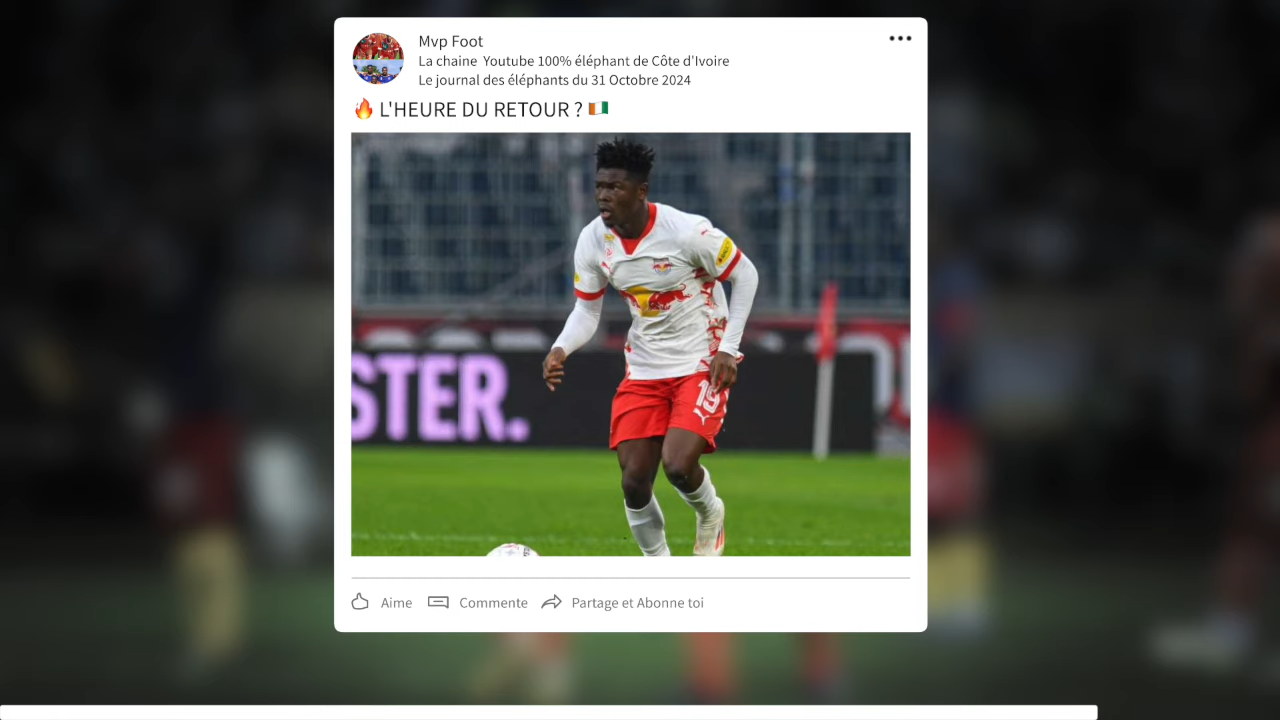 Mvp Foot
La chaine Youtube 100% éléphant de Côte d'Ivoire
Le journal des éléphants du 31 Octobre 2024
🔥 L'HEURE DU RETOUR ? 🇨🇮
STER.
19
Aime Commente Partage et Abonne toi